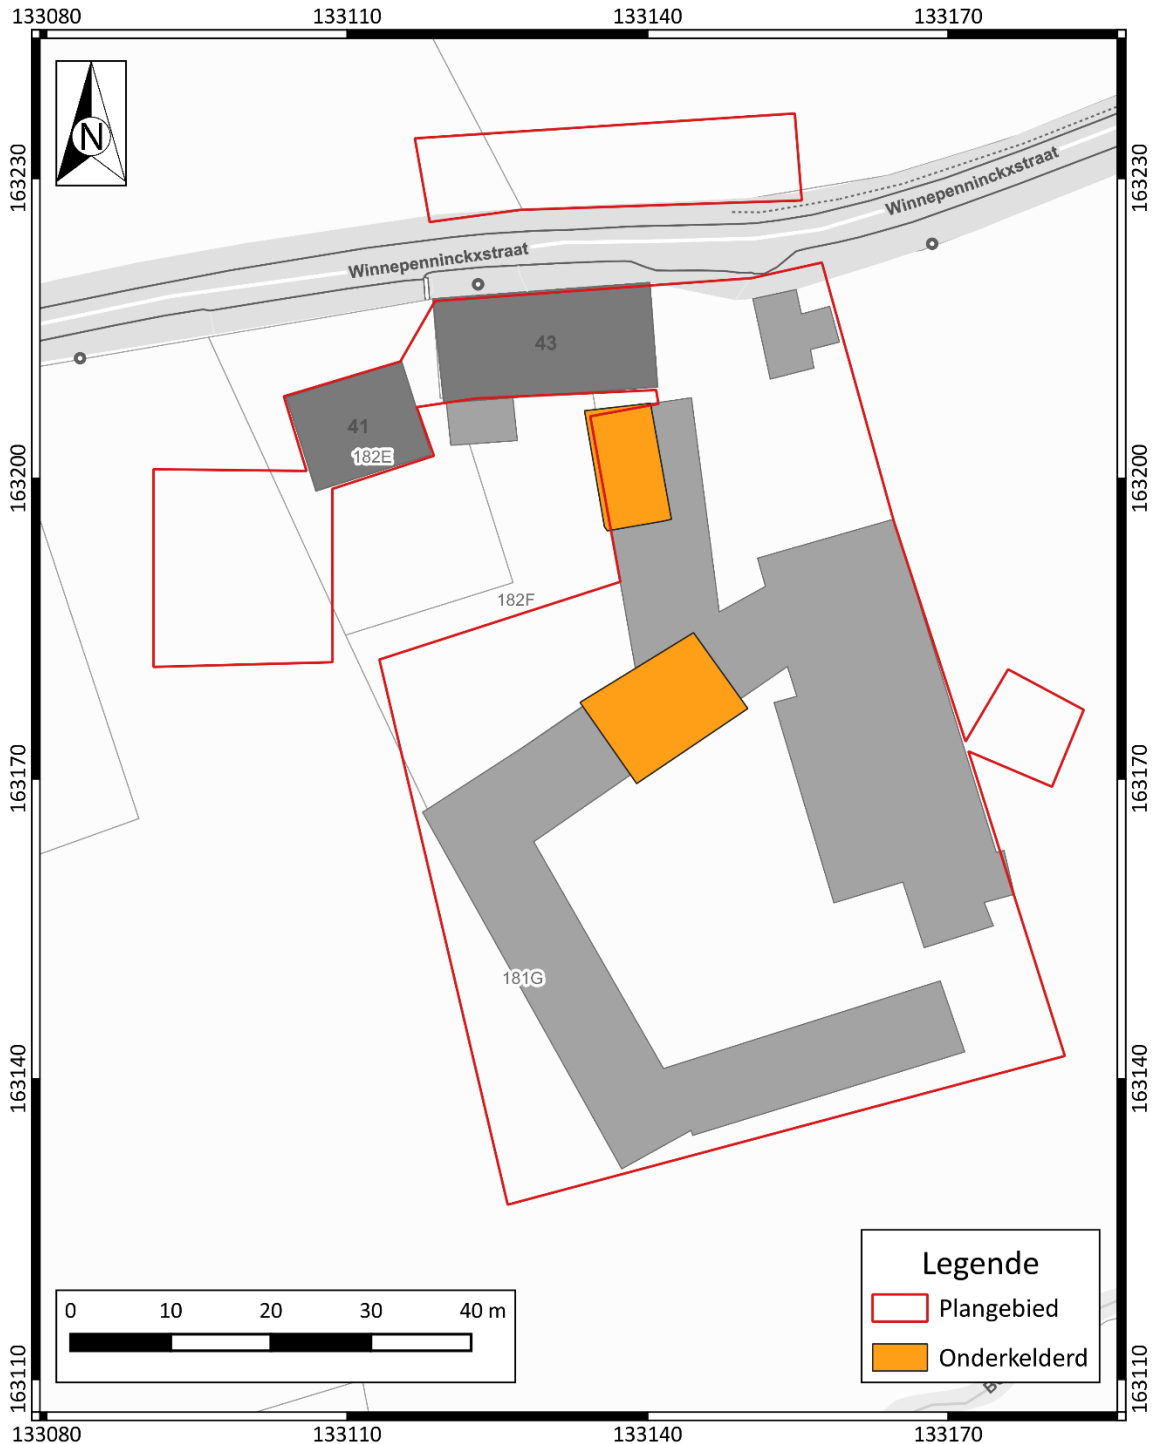 133080 133110 133140 133170
N
163230 163230
Winnepenninckxstraat
Winnepenninckxstraat
43
41
182E
163200 163200
182F
163170 163170
181G
163140 163140
Legende
Plangebied
Onderkelderd
0 10 20 30 40 m
163110 163110
133080 133110 133140 133170